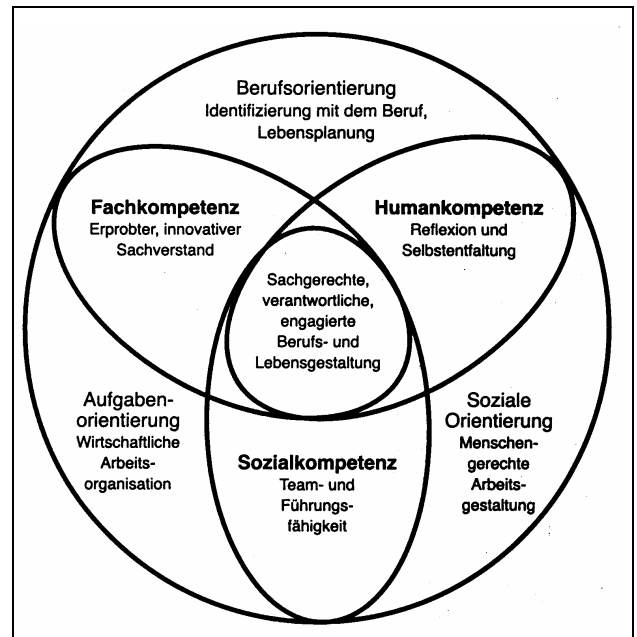 Berufsorientierung
Identifizierung mit dem Beruf,
Lebensplanung
Fachkompetenz
Erprobter, innovativer
Sachverstand
Humankompetenz
Reflexion und
Selbstentfaltung
Sachgerechte,
verantwortliche,
engagierte
Berufs- und
Lebensgestaltung
Aufgaben-
orientierung
Wirtschaftliche
Arbeits-
organisation
Sozialkompetenz
Team- und
Führungs-
fähigkeit
Soziale
Orientierung
Menschen-
gerechte
Arbeits-
gestaltung